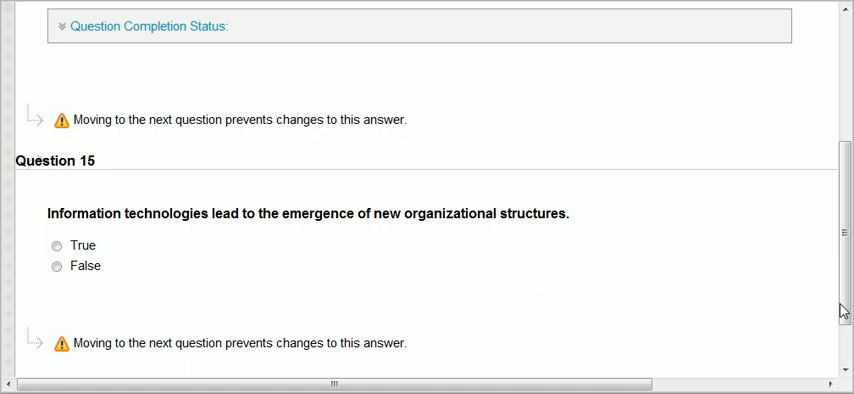 Question Completion Status:
Moving to the next question prevents changes to this answer.
Question 15
Information technologies lead to the emergence of new organizational structures.
True
False
Moving to the next question prevents changes to this answer.